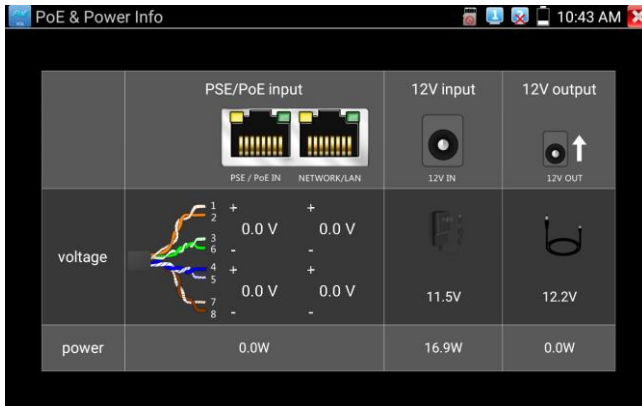 PoE & Power Info
10:43 AM
PSE/PoE input
12V input
12V output
PSE / PoE IN
NETWORK/LAN
12V IN
12V OUT
voltage
1 + +
2
0.0 V 0.0 V
3
6 - -
4 + +
5
0.0 V 0.0 V
7
8 - -
11.5V
12.2V
power
0.0W
16.9W
0.0W